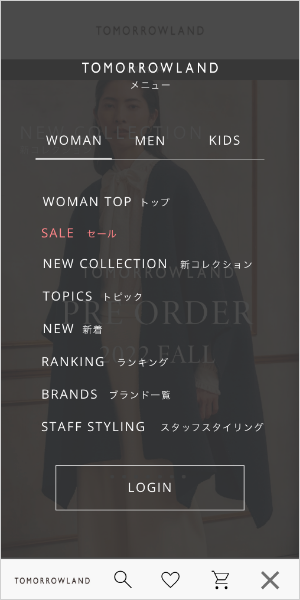 TOMORROWLAND
TOMORROWLAND
メニュー
NEW COLLECTION
WOMAN MEN KIDS
WOMAN TOP トップ
SALE セール
NEW COLLECTION 新コレクション
TOMORROWLAND
TOPICS トピック
PRE ORDER
NEW 新着
2022 FALL
RANKING ランキング
BRANDS ブランド一覧
STAFF STYLING スタッフスタイリング
LOGIN
TOMORROWLAND